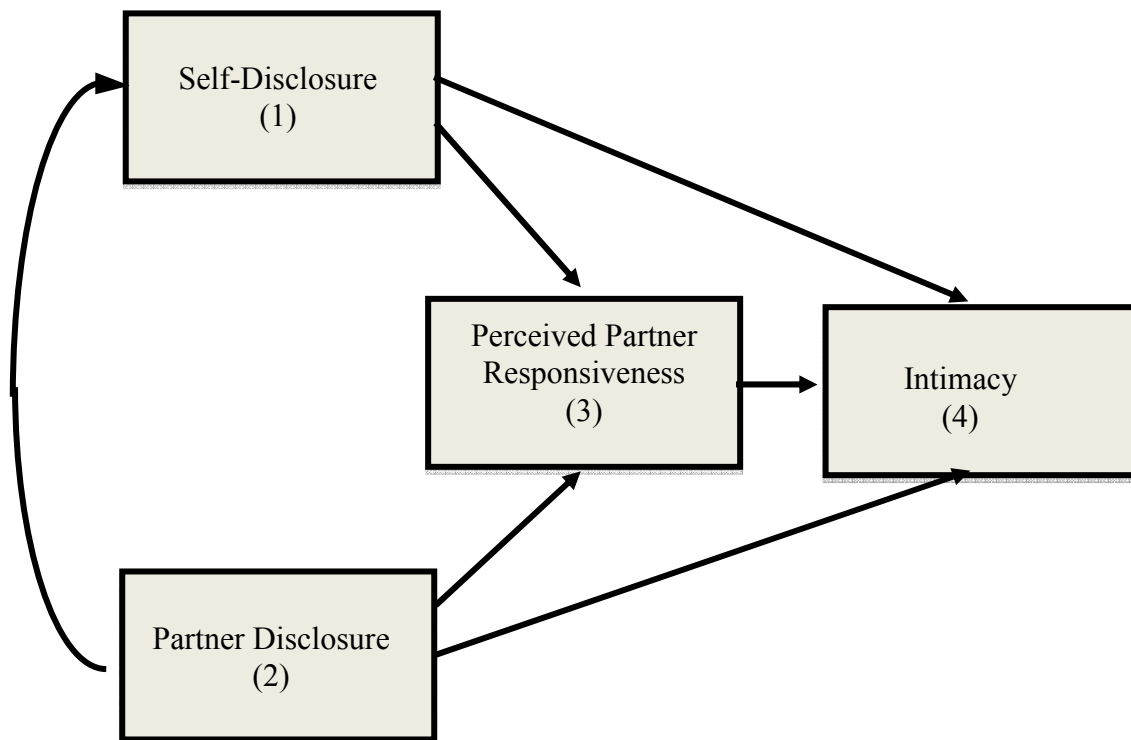 Self-Disclosure
(1)
Perceived Partner
Responsiveness
(3)
Intimacy
(4)
Partner Disclosure
(2)